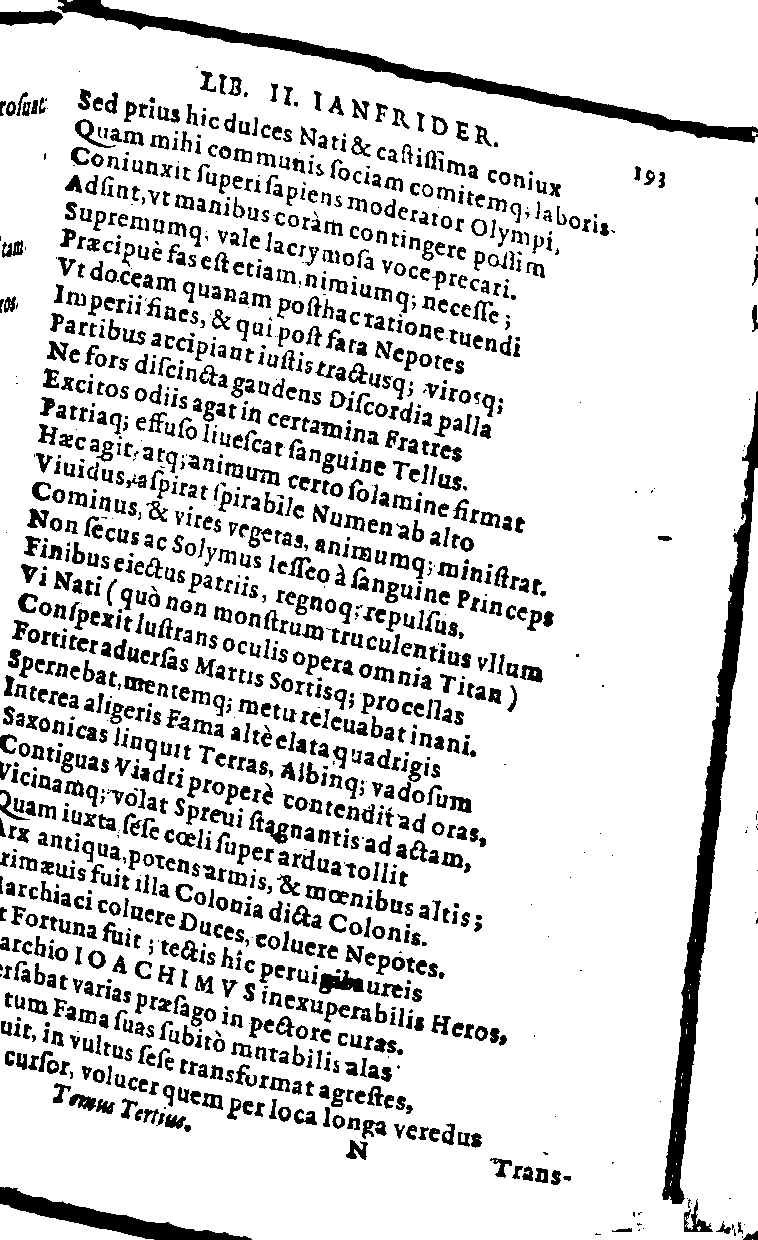 LIB. II. IANFRIDER.
193
Sed prius hic dulces Nati & castissima coniux
Quam mihi communis sociam comitemq; laboris
Coniunxit superi sapiens moderator Olympi,
Adsint, vt manibus coràm contingere possim
Supremumq; vale lacrymosa voce precari.
Præcipuè fas est etiam, nimiumq; necesse;
Vt doceam quanam posthac ratione tuendi
Imperii fines, & qui post fata Nepotes
Partibus accipiant iustis tractusq; virosq;
Ne fors discincta gaudens Discordia palla
Excitos odiis agat in certamina Fratres
Patriaq; effuso liuescat sanguine Tellus.
Hæc agit, atq; animum certo solamine firmat
Viuidus, aspirat spirabile Numen ab alto
Cominus, & vires vegetas, animumq; ministrat.
Non secus ac Solymus Iesseo à sanguine Princeps
Finibus eiectus patriis, regnoq; repulsus,
Vi Nati (quò non monstrum truculentius vllum
Conspexit lustrans oculis opera omnia Titan)
Fortiter aduersas Martis Sortisq; procellas
Spernebat, mentemq; metu releuabat inani.
Interea aligeris Fama altè elata quadrigis
Saxonicas linquit Terras, Albinq; vadosum
Contiguas Viadri properè contendit ad oras,
Vicinamq; volat Spreui stagnantis ad actam,
Quam iuxta sese cœli super ardua tollit
Arx antiqua, potens armis, & mœnibus altis;
rimæuis fuit illa Colonia dicta Colonis.
archiaci coluere Duces, coluere Nepotes.
t Fortuna fuit; tectis hîc peruigil aureis
archio IOACHIMVS inexuperabilis Heros,
ersabat varias præsago in pectore curas.
tum Fama suas subitò mntabilis alas
uit, in vultus sese transformat agrestes,
cursor, volucer quem per loca longa veredus
Tomus Tertius.
N
Trans-
rosunt
tam
ros.